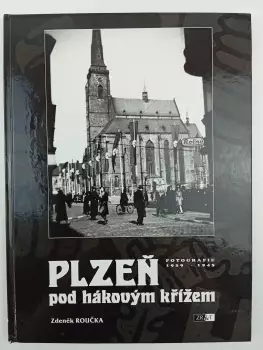 PLZEŇ
FOTOGRAFIE
1939 - 1945
pod hákovým křížem
Zdeněk ROUČKA